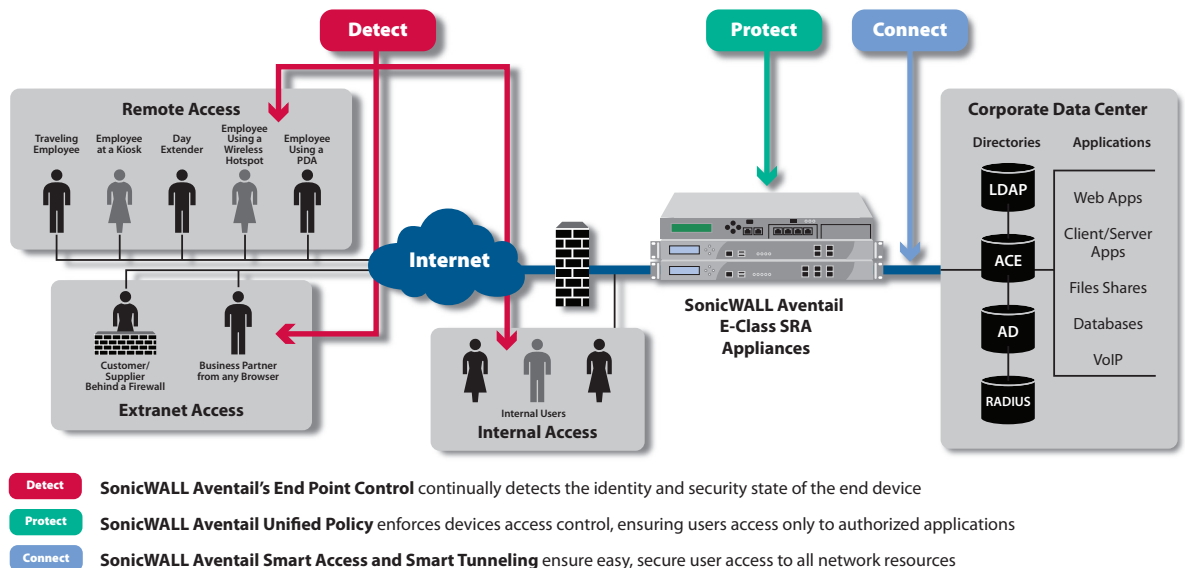 Detect
Protect
Connect
Remote Access
Traveling
Employee
Employee
at a Kiosk
Day
Extender
Employee
Using a
Wireless
Hotspot
Employee
Using a
PDA
Internet
Customer/
Supplier
Behind a Firewall
Business Partner
from any Browser
Extranet Access
Internal Users
Internal Access
SonicWALL Aventail
E-Class SRA
Appliances
Corporate Data Center
Directories
Applications
LDAP
ACE
AD
RADIUS
Web Apps
Client/Server
Apps
Files Shares
Databases
VoIP
Detect SonicWALL Aventail's End Point Control continually detects the identity and security state of the end device
Protect SonicWALL Aventail Unified Policy enforces devices access control, ensuring users access only to authorized applications
Connect SonicWALL Aventail Smart Access and Smart Tunneling ensure easy, secure user access to all network resources